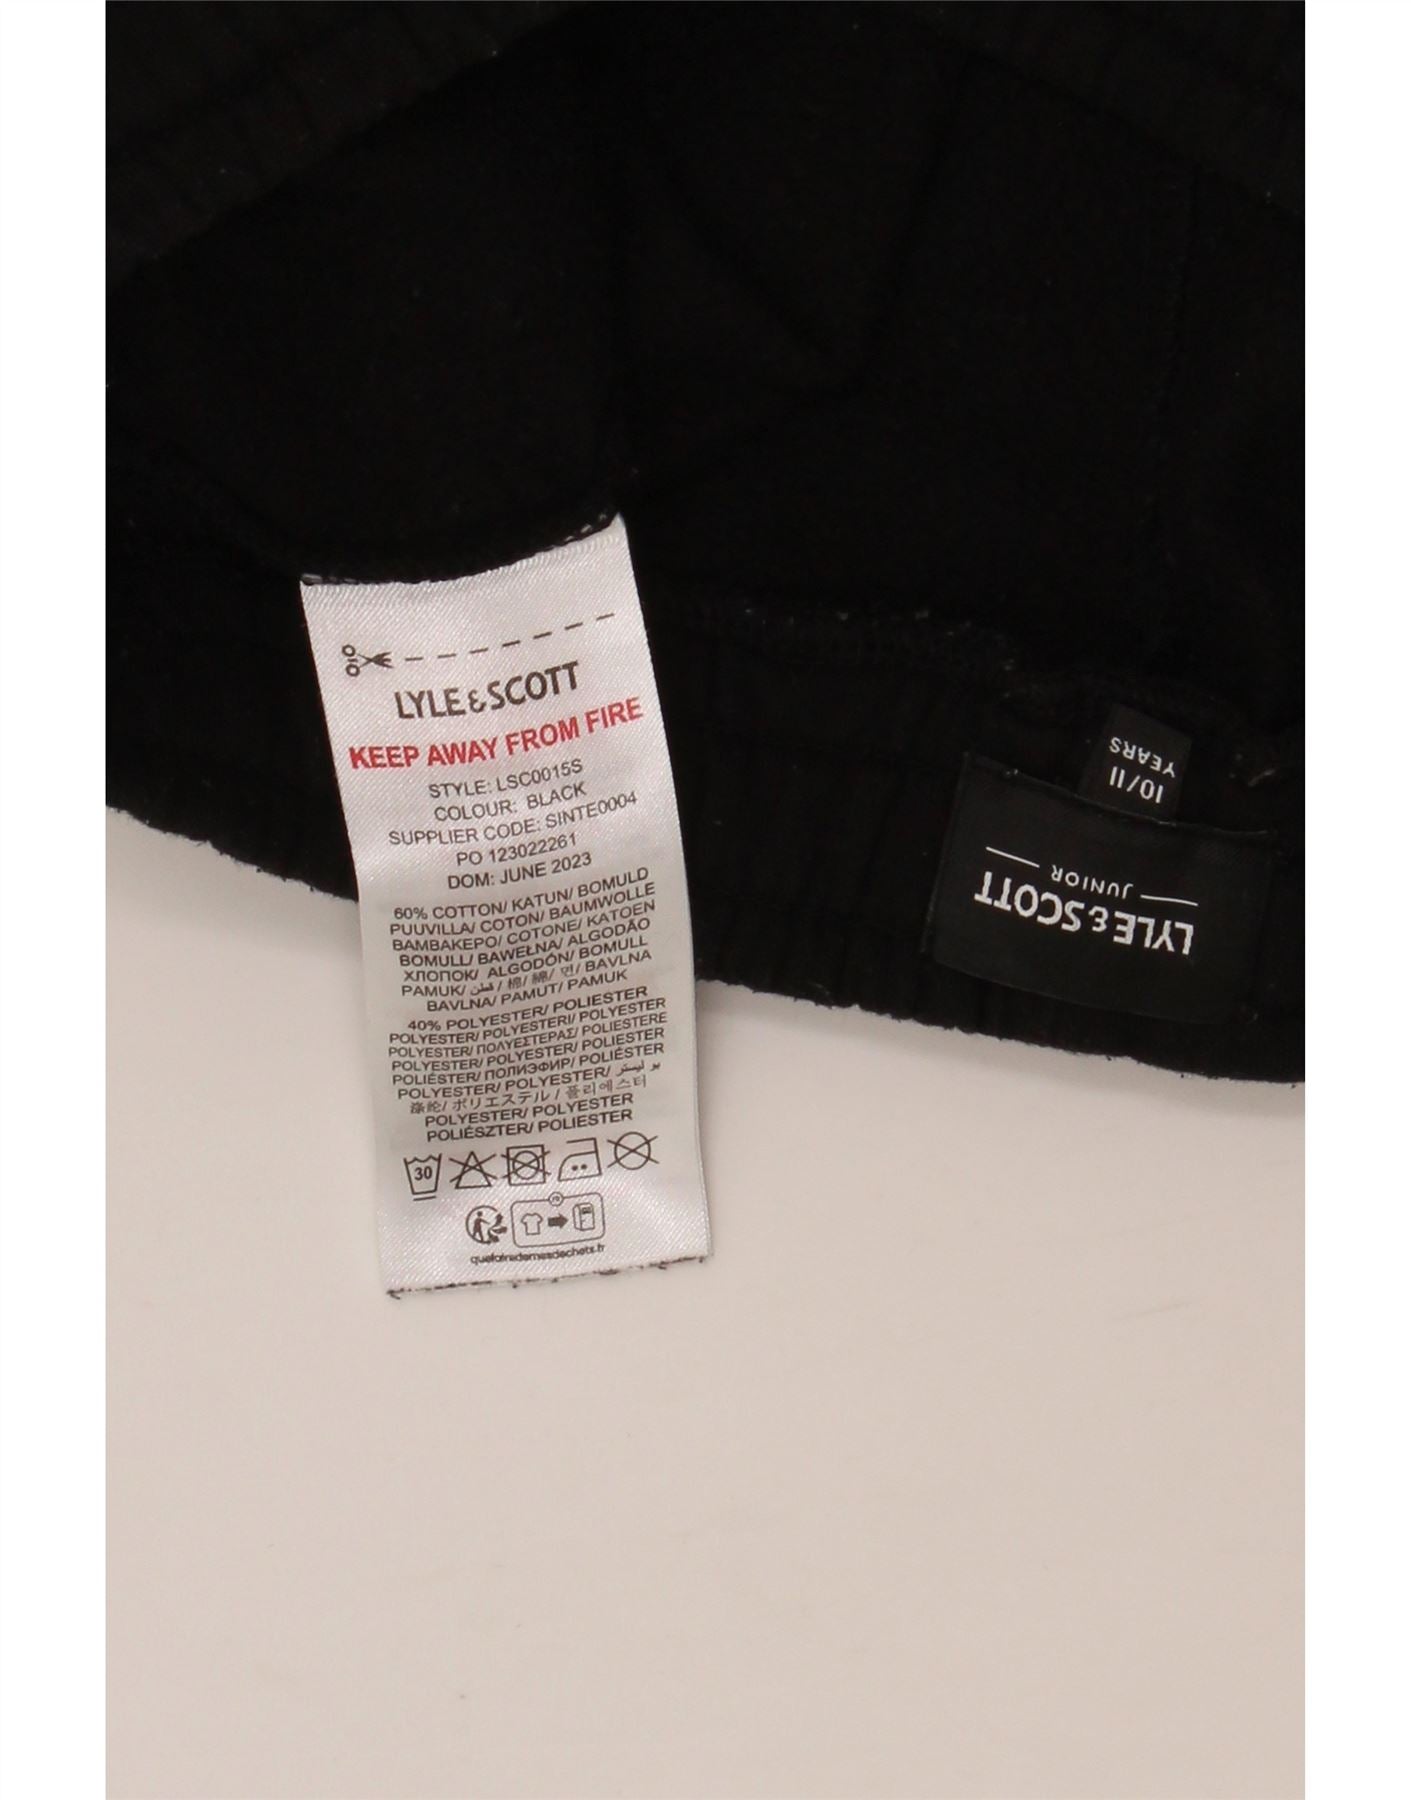 LYLE & SCOTT
KEEP AWAY FROM FIRE
STYLE: LSC0015S
COLOUR: BLACK
SUPPLIER CODE: SINTE0004
PO 123022261
DOM: JUNE 2023
60% COTTON/ KATUN/ BOMULD
PUUVILLA/ COTON/ BAUMWOLLE
BAMBAKEPO/ COTONE/ KATOEN
BOMULL/ BAWEŁNA/ ALGODÃO
ХЛОПОК/ ALGODÓN/ BOMULL
PAMUK/ قطن / 棉/ 綿/ 면/ BAVLNA
BAVLNA/ PAMUT/ PAMUK
40% POLYESTER/ POLIESTER
POLYESTER/ POLYESTERI/ POLYESTER
POLYESTER/ ΠΟΛΥΕΣΤΕΡΑΣ/ POLIESTERE
POLYESTER/ POLYESTER/ POLIESTER
POLIÉSTER/ ПОЛИЭФИР/ POLIÉSTER
POLYESTER/ POLYESTER/ بو ليستر
涤纶/ ポリエステル / 폴리에스터
POLYESTER/ POLYESTER
POLIÉSZTER/ POLIESTER
30
quefairedemesdechets.fr
10/11
YEARS
LYLE & SCOTT
JUNIOR